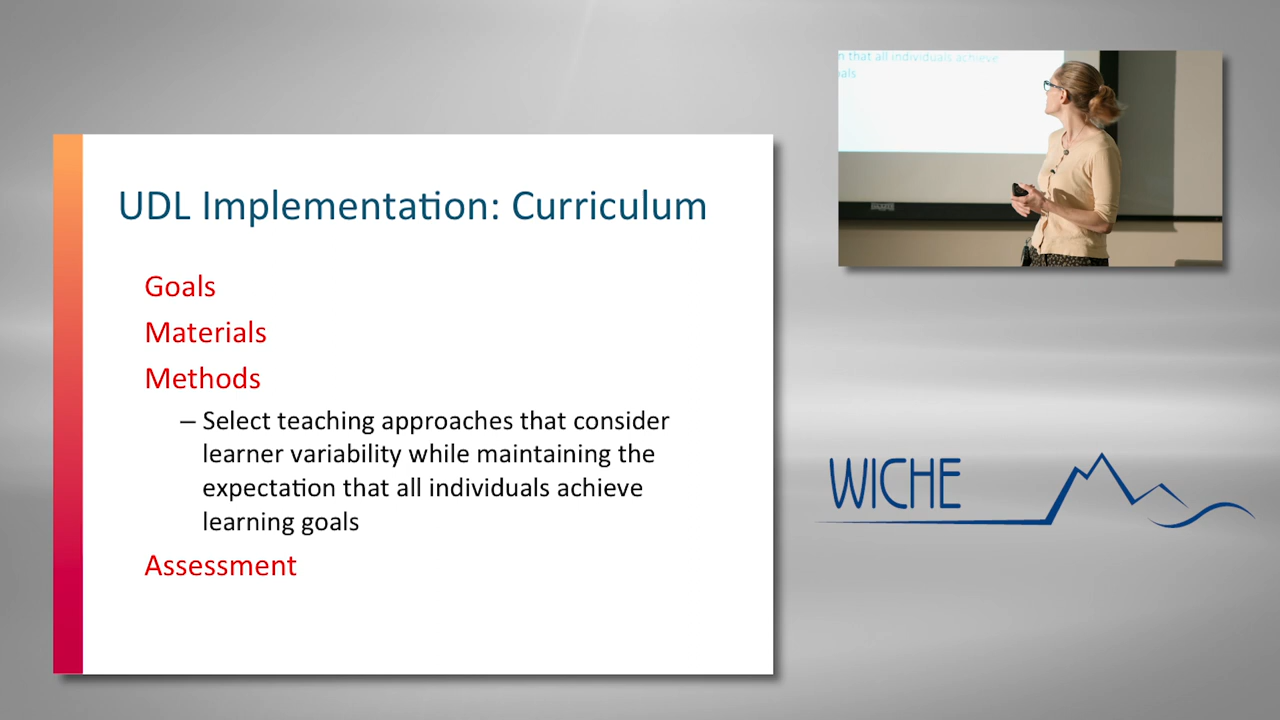 UDL Implementation: Curriculum
Goals
Materials
Methods
– Select teaching approaches that consider
learner variability while maintaining the
expectation that all individuals achieve
learning goals
Assessment
n that all individuals achieve
als
WICHE